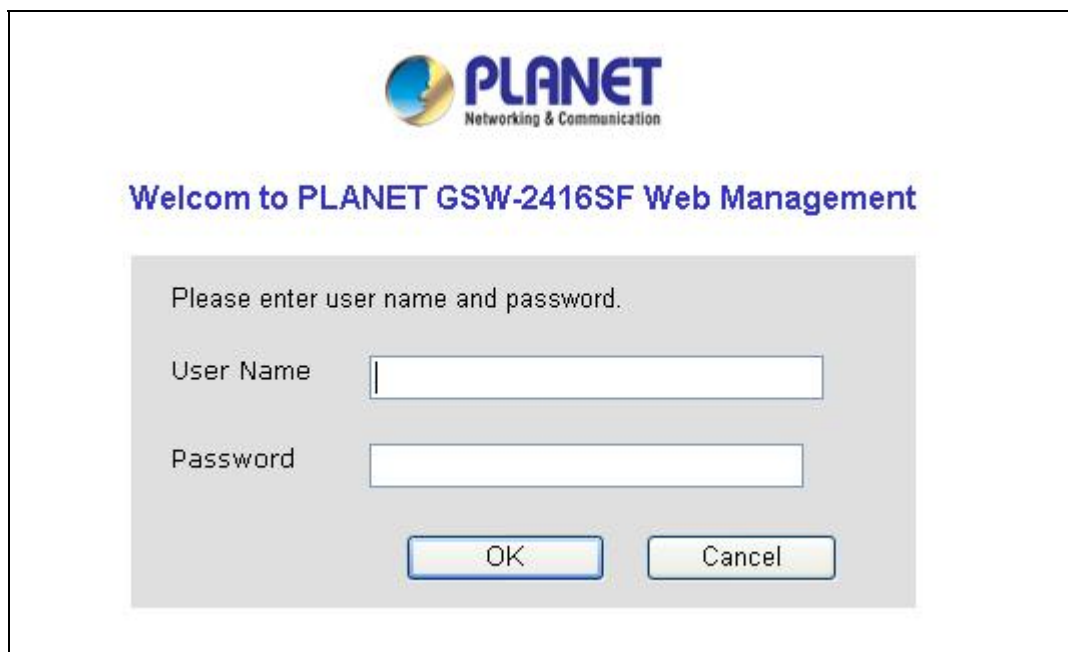 PLANET
Networking & Communication
Welcom to PLANET GSW-2416SF Web Management
Please enter user name and password.
User Name
Password
OK
Cancel